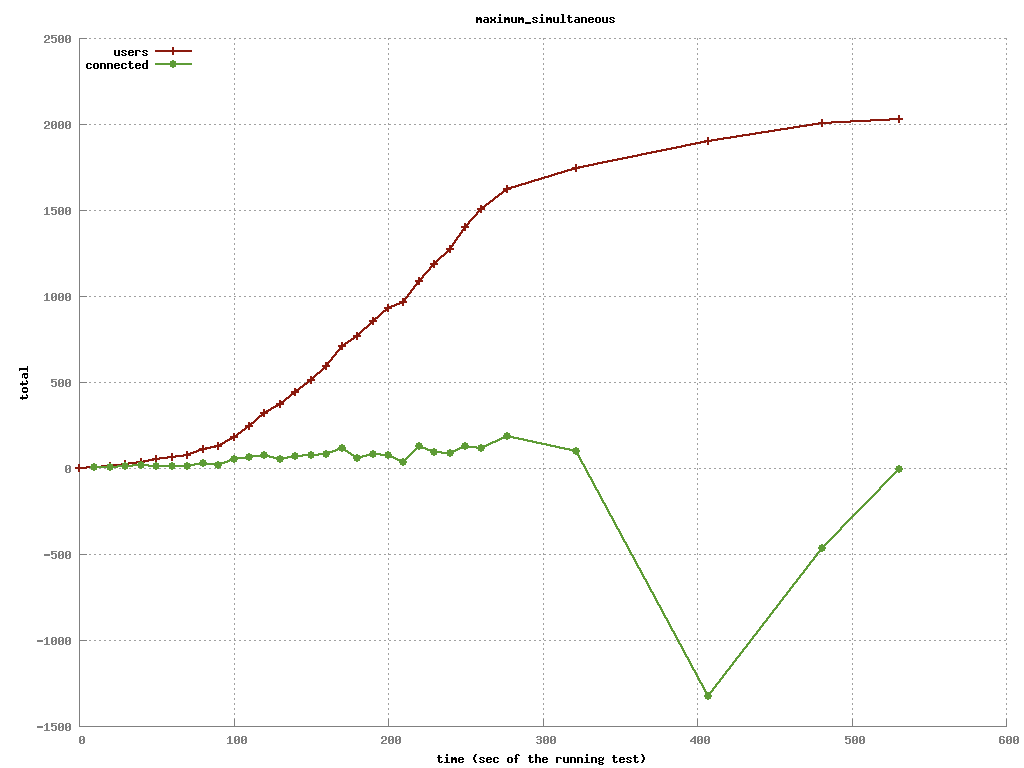 maximum_simultaneous
users
connected
2500
2000
1500
1000
500
0
-500
-1000
-1500
total
0 100 200 300 400 500 600
time (sec of the running test)